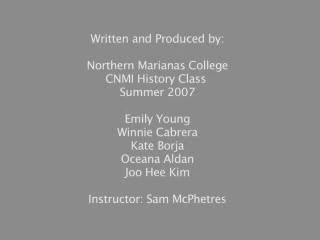 Written and Produced by:
Northern Marianas College
CNMI History Class
Summer 2007
Emily Young
Winnie Cabrera
Kate Borja
Oceana Aldan
Joo Hee Kim
Instructor: Sam McPhetres